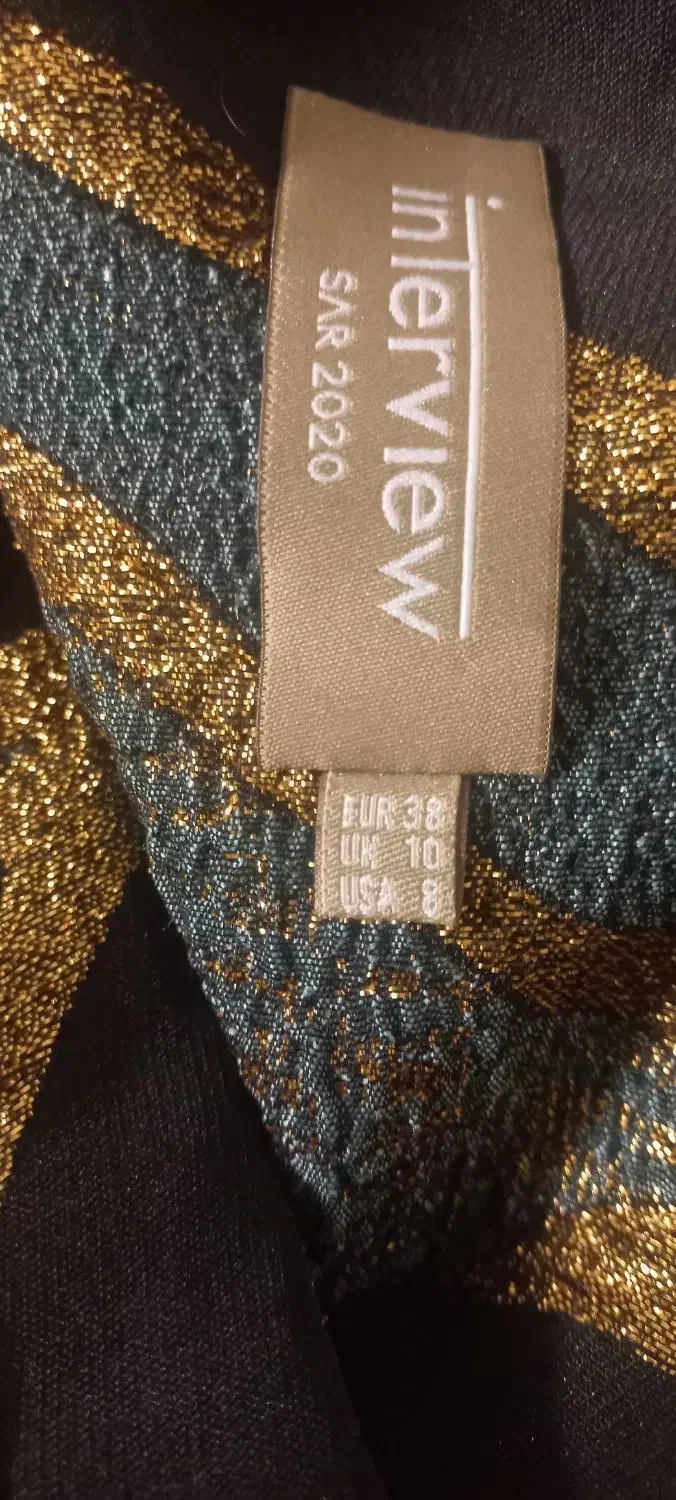 interview
SAR 2020
EUR 38
UK 10
USA 8